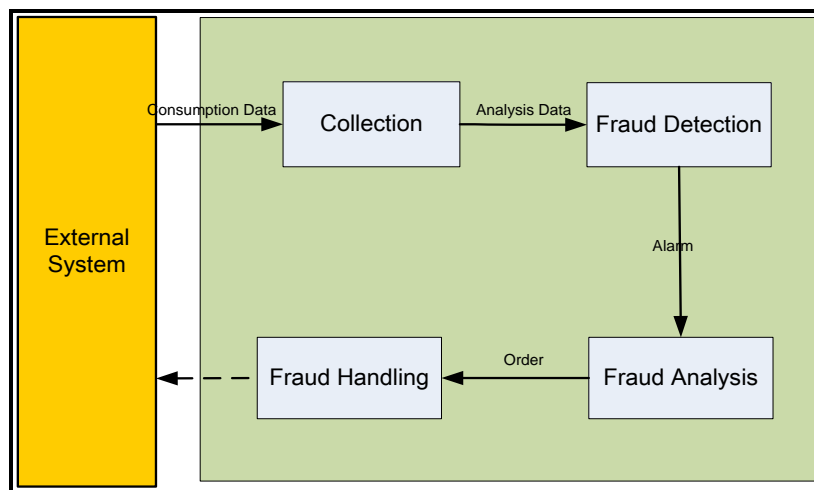 Consumption Data
Collection
Analysis Data
Fraud Detection
External
System
Alarm
Fraud Handling
Order
Fraud Analysis